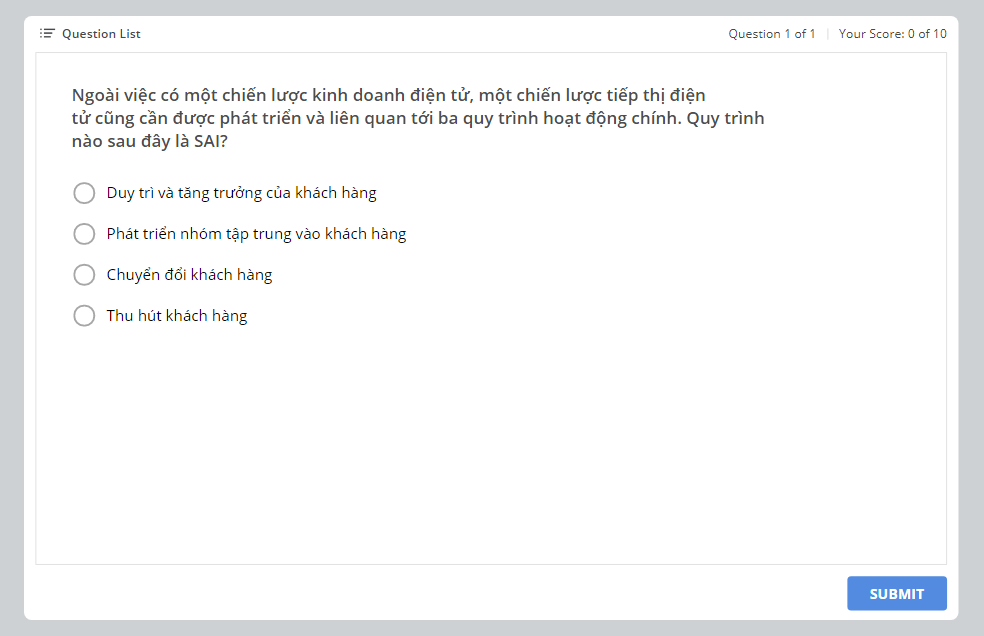 Question List
Question 1 of 1
Your Score: 0 of 10
Ngoài việc có một chiến lược kinh doanh điện tử, một chiến lược tiếp thị điện
tử cũng cần được phát triển và liên quan tới ba quy trình hoạt động chính. Quy trình
nào sau đây là SAI?
Duy trì và tăng trưởng của khách hàng
Phát triển nhóm tập trung vào khách hàng
Chuyển đổi khách hàng
Thu hút khách hàng
SUBMIT